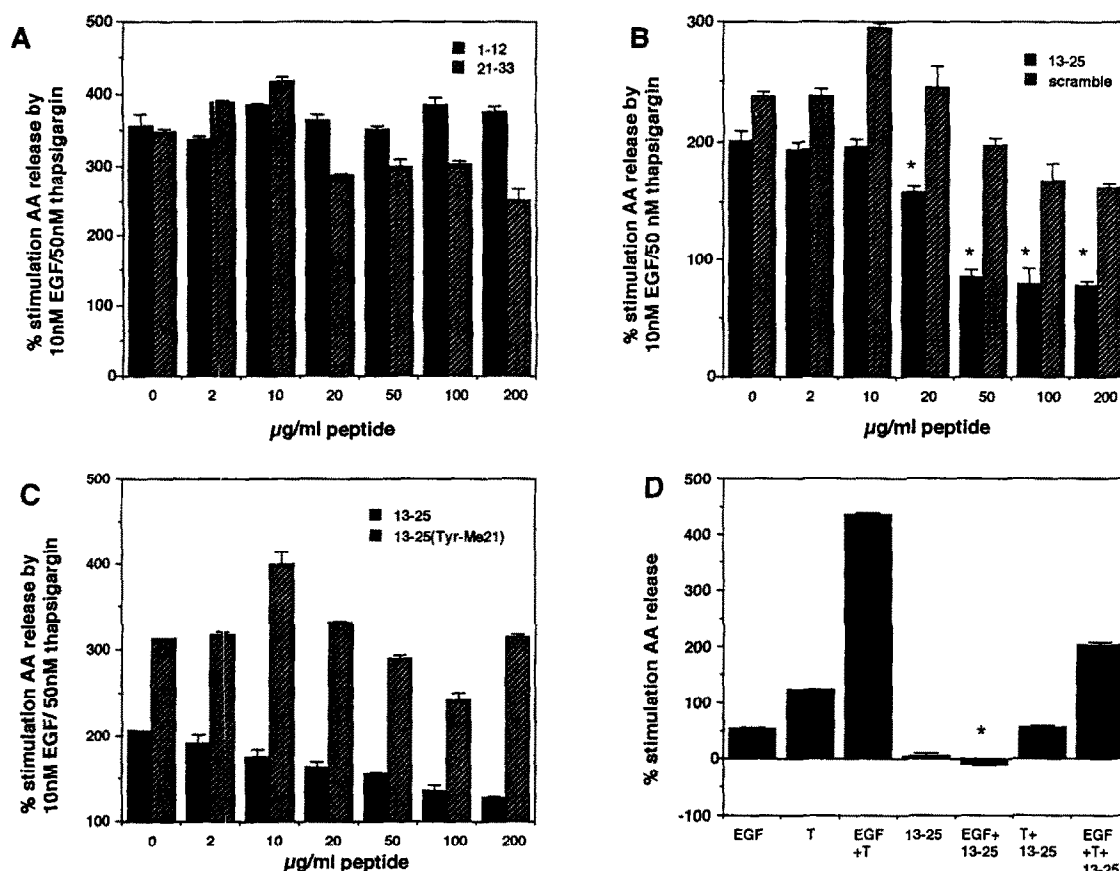 A
% stimulation AA release by
10nM EGF/50nM thapsigargin
500
400
300
200
100
0
1-12
21-33
0 2 10 20 50 100 200
µg/ml peptide
B
% stimulation AA release by
10nM EGF/50 nM thapsigargin
300
200
100
0
13-25
scramble
* * * *
0 2 10 20 50 100 200
µg/ml peptide
C
% stimulation AA release by
10nM EGF/ 50nM thapsigargin
500
400
300
200
100
13-25
13-25(Tyr-Me21)
0 2 10 20 50 100 200
µg/ml peptide
D
% stimulation AA release
500
400
300
200
100
0
-100
*
EGF T EGF 13-25 EGF+ T+ EGF
+T 13-25 13-25 +T+
13-25